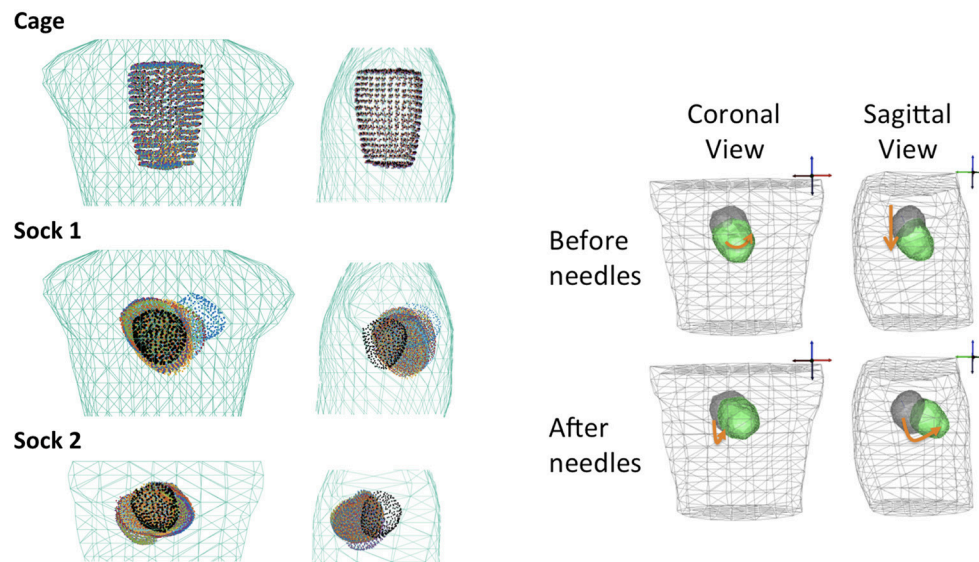 Cage
Sock 1
Sock 2
Coronal
View
Sagittal
View
Before
needles
After
needles